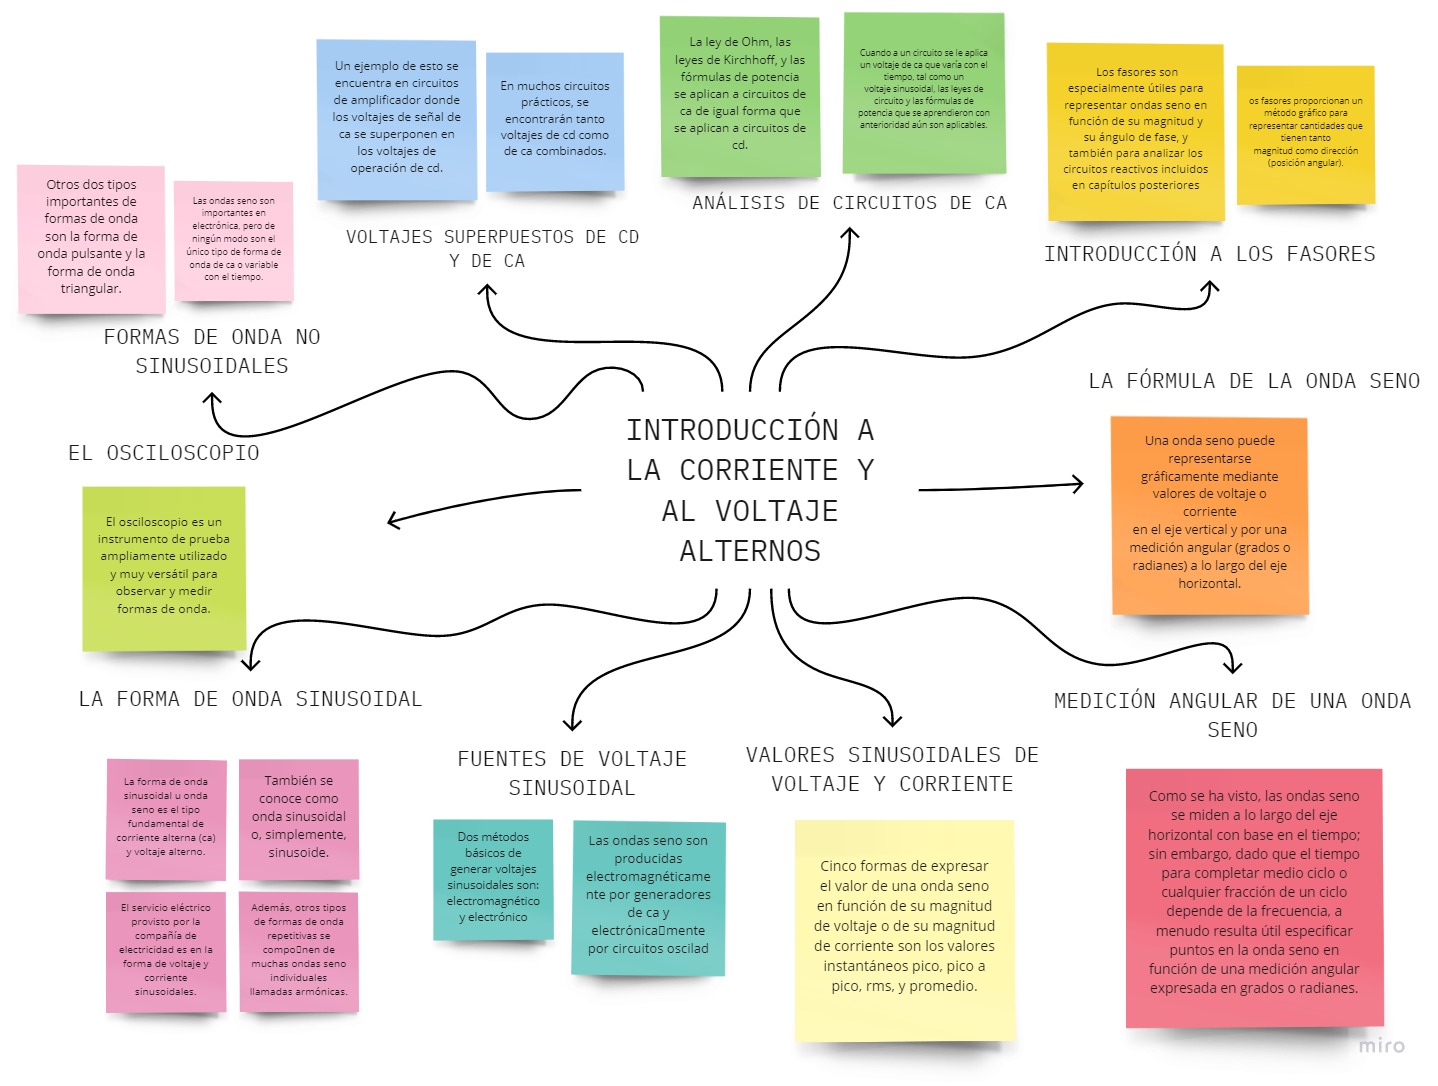 Otros dos tipos
importantes de
formas de onda
son la forma de
onda pulsante y la
forma de onda
triangular.
Las ondas seno son
importantes en
electrónica, pero de
ningún modo son el
único tipo de forma de
onda de ca o variable
con el tiempo.
FORMAS DE ONDA NO
SINUSOIDALES
Un ejemplo de esto se
encuentra en circuitos
de amplificador donde
los voltajes de señal de
ca se superponen en
los voltajes de
operación de cd.
En muchos circuitos
prácticos, se
encontrarán tanto
voltajes de cd como
de ca combinados.
VOLTAJES SUPERPUESTOS DE CD
Y DE CA
La ley de Ohm, las
leyes de Kirchhoff, y las
fórmulas de potencia
se aplican a circuitos de
ca de igual forma que
se aplican a circuitos de
cd.
Cuando a un circuito se le aplica
un voltaje de ca que varía con el
tiempo, tal como un
voltaje sinusoidal, las leyes de
circuito y las fórmulas de
potencia que se aprendieron con
anterioridad aún son aplicables.
ANÁLISIS DE CIRCUITOS DE CA
Los fasores son
especialmente útiles para
representar ondas seno en
función de su magnitud y
su ángulo de fase, y
también para analizar los
circuitos reactivos incluidos
en capítulos posteriores
os fasores proporcionan un
método gráfico para
representar cantidades que
tienen tanto
magnitud como dirección
(posición angular).
INTRODUCCIÓN A LOS FASORES
LA FÓRMULA DE LA ONDA SENO
Una onda seno puede
representarse
gráficamente mediante
valores de voltaje o
corriente
en el eje vertical y por una
medición angular (grados o
radianes) a lo largo del eje
horizontal.
INTRODUCCIÓN A
LA CORRIENTE Y
AL VOLTAJE
ALTERNOS
EL OSCILOSCOPIO
El osciloscopio es un
instrumento de prueba
ampliamente utilizado
y muy versátil para
observar y medir
formas de onda.
LA FORMA DE ONDA SINUSOIDAL
La forma de onda
sinusoidal u onda
seno es el tipo
fundamental de
corriente alterna (ca)
y voltaje alterno.
También se
conoce como
onda sinusoidal
o, simplemente,
sinusoide.
El servicio eléctrico
provisto por la
compañía de
electricidad es en la
forma de voltaje y
corriente
sinusoidales.
Además, otros tipos
de formas de onda
repetitivas se
compo▯nen de
muchas ondas seno
individuales
llamadas armónicas.
FUENTES DE VOLTAJE
SINUSOIDAL
Dos métodos
básicos de
generar voltajes
sinusoidales son:
electromagnético
y electrónico
Las ondas seno son
producidas
electromagnéticame
nte por generadores
de ca y
electrónica▯mente
por circuitos oscilad
VALORES SINUSOIDALES DE
VOLTAJE Y CORRIENTE
Cinco formas de expresar
el valor de una onda seno
en función de su magnitud
de voltaje o de su magnitud
de corriente son los valores
instantáneos pico, pico a
pico, rms, y promedio.
MEDICIÓN ANGULAR DE UNA ONDA
SENO
Como se ha visto, las ondas seno
se miden a lo largo del eje
horizontal con base en el tiempo;
sin embargo, dado que el tiempo
para completar medio ciclo o
cualquier fracción de un ciclo
depende de la frecuencia, a
menudo resulta útil especificar
puntos en la onda seno en
función de una medición angular
expresada en grados o radianes.
miro